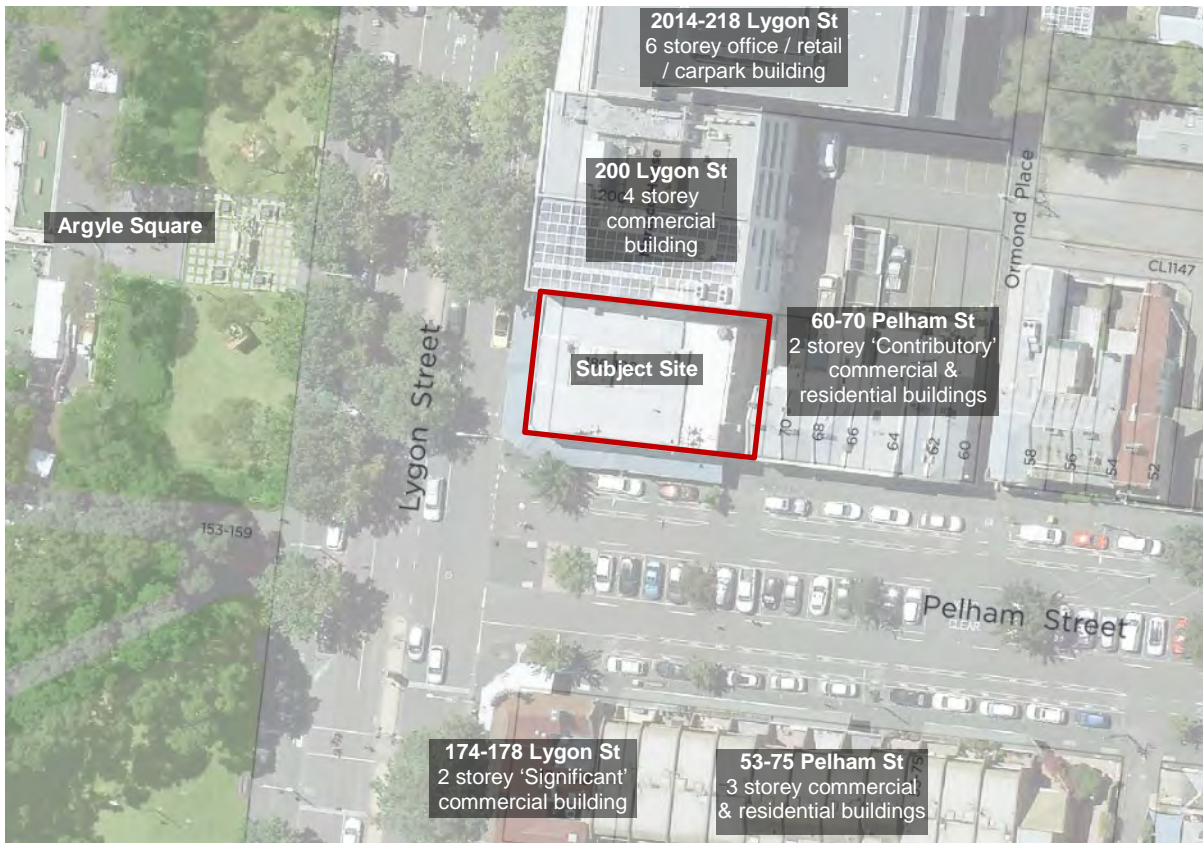 2014-218 Lygon St
6 storey office / retail
/ carpark building
200 Lygon St
4 storey
commercial
building
Argyle Square
Ormond Place
CL1147
60-70 Pelham St
2 storey ‘Contributory’
commercial &
residential buildings
Subject Site
Lygon Street
70
68
66
64
62
60
58
56
54
52
153-159
Pelham Street
CLEAR
174-178 Lygon St
2 storey ‘Significant’
commercial building
53-75 Pelham St
3 storey commercial
& residential buildings